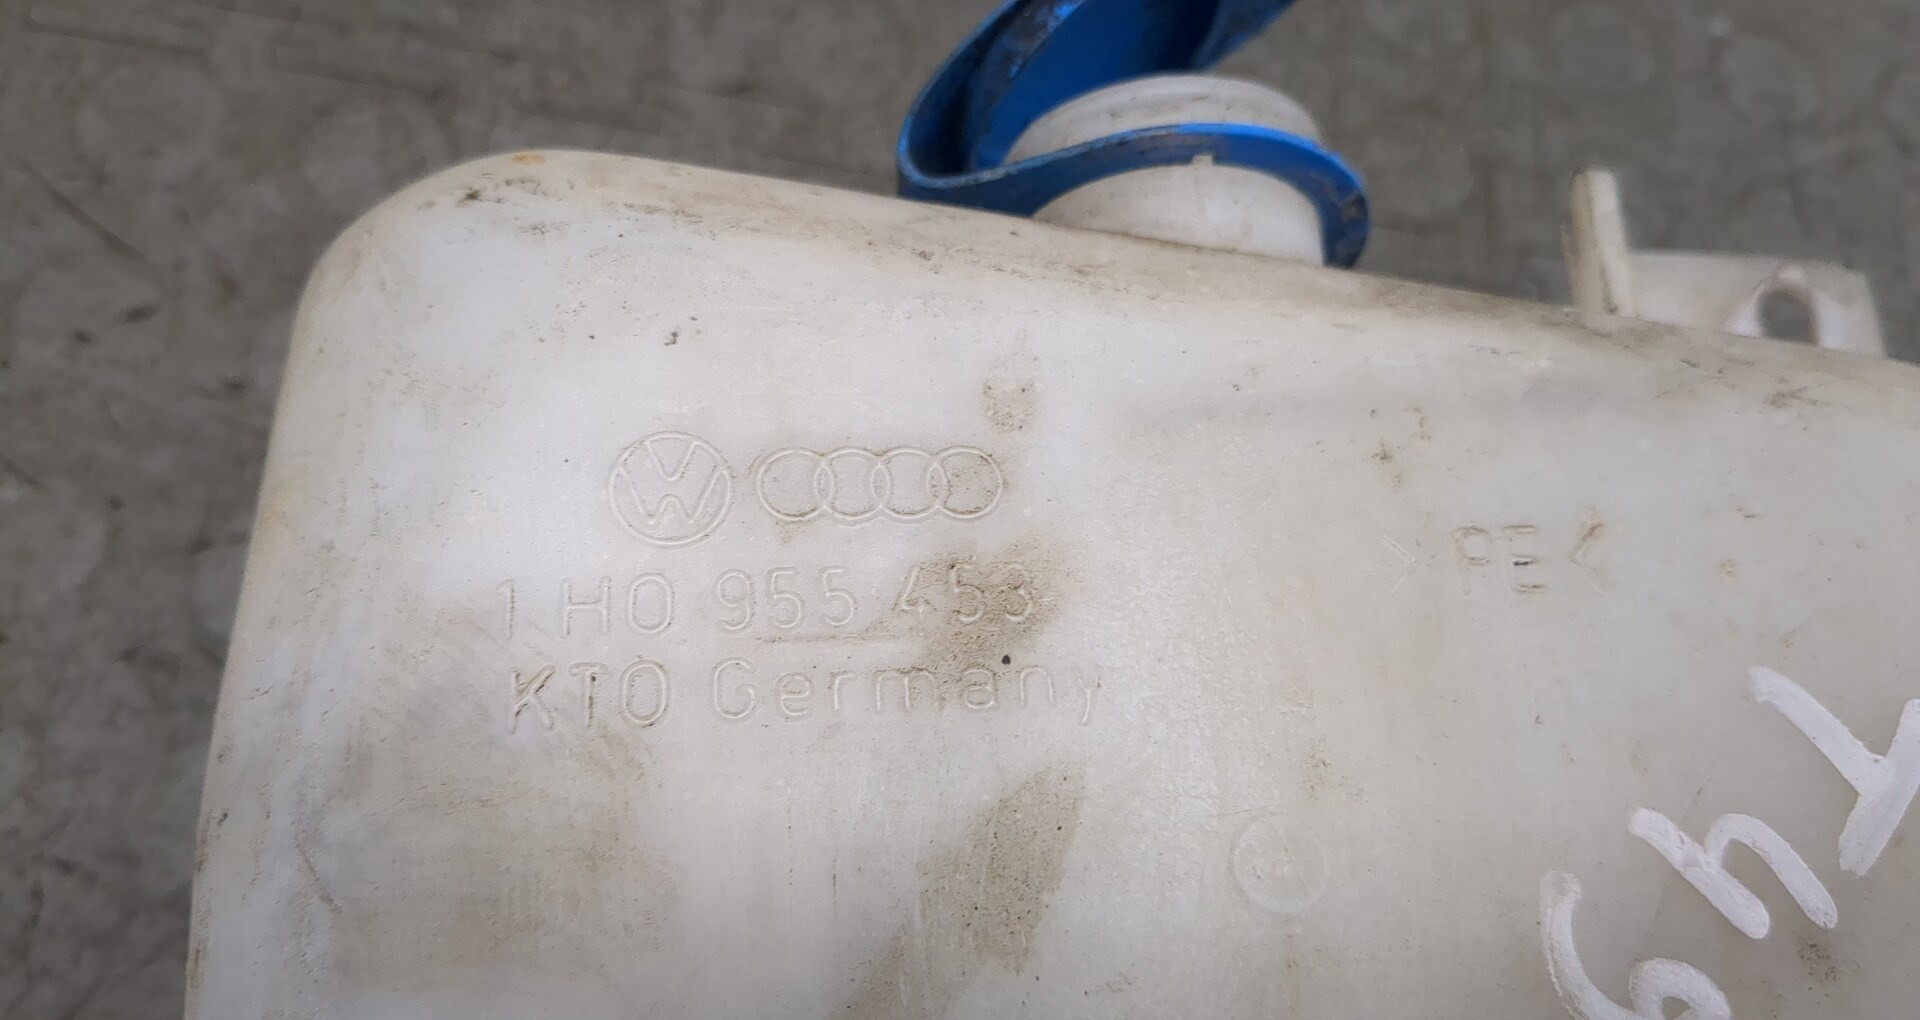 1 H0 955 453
KTO Germany
> PE <